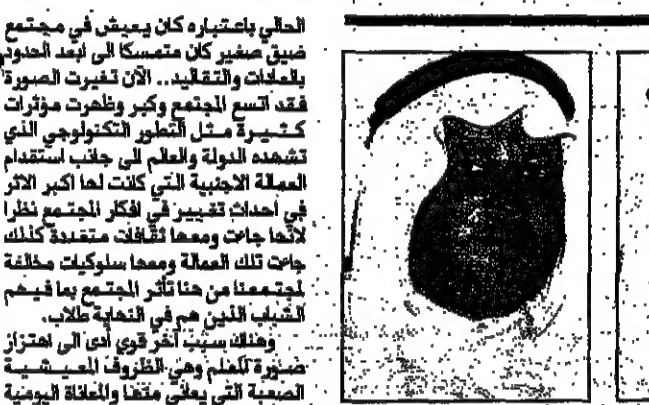 الحالي باعتباره كان يعيش في مجتمع
ضيق صغير كان متمسكا الى ابعد الحدود
بالعادات والتقاليد.. الآن تغيرت الصورة
فقد اتسع المجتمع وكبر وظهرت مؤثرات
كثيرة مثل التطور التكنولوجي الذي
تشهده الدولة والعالم الى جانب استقدام
العمالة الاجنبية التي كانت لها اكبر الاثر
في احداث تغيير في افكار المجتمع نظرا
لانها جاءت ومعها ثقافات متعددة كذلك
جاءت تلك العمالة ومعها سلوكيات مخالفة
لمجتمعنا من هنا تأثر المجتمع بما فيهم
الشباب الذين هم في النهاية طلاب.
وهناك سبب آخر قوي أدى الى اهتزاز
صورة المعلم وهي الظروف المعيشية
الصعبة التي يعاني منها والمعاناة اليومية